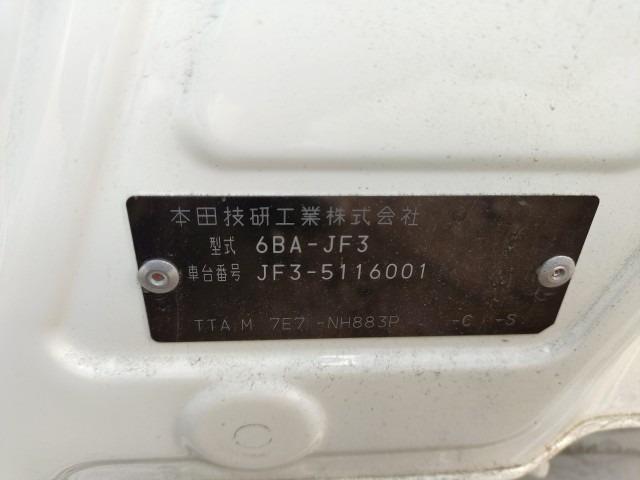 本田技研工業株式会社
型式 6BA-JF3
車台番号 JF3-5116001
TTA M 7E7 -NH883P -C -S